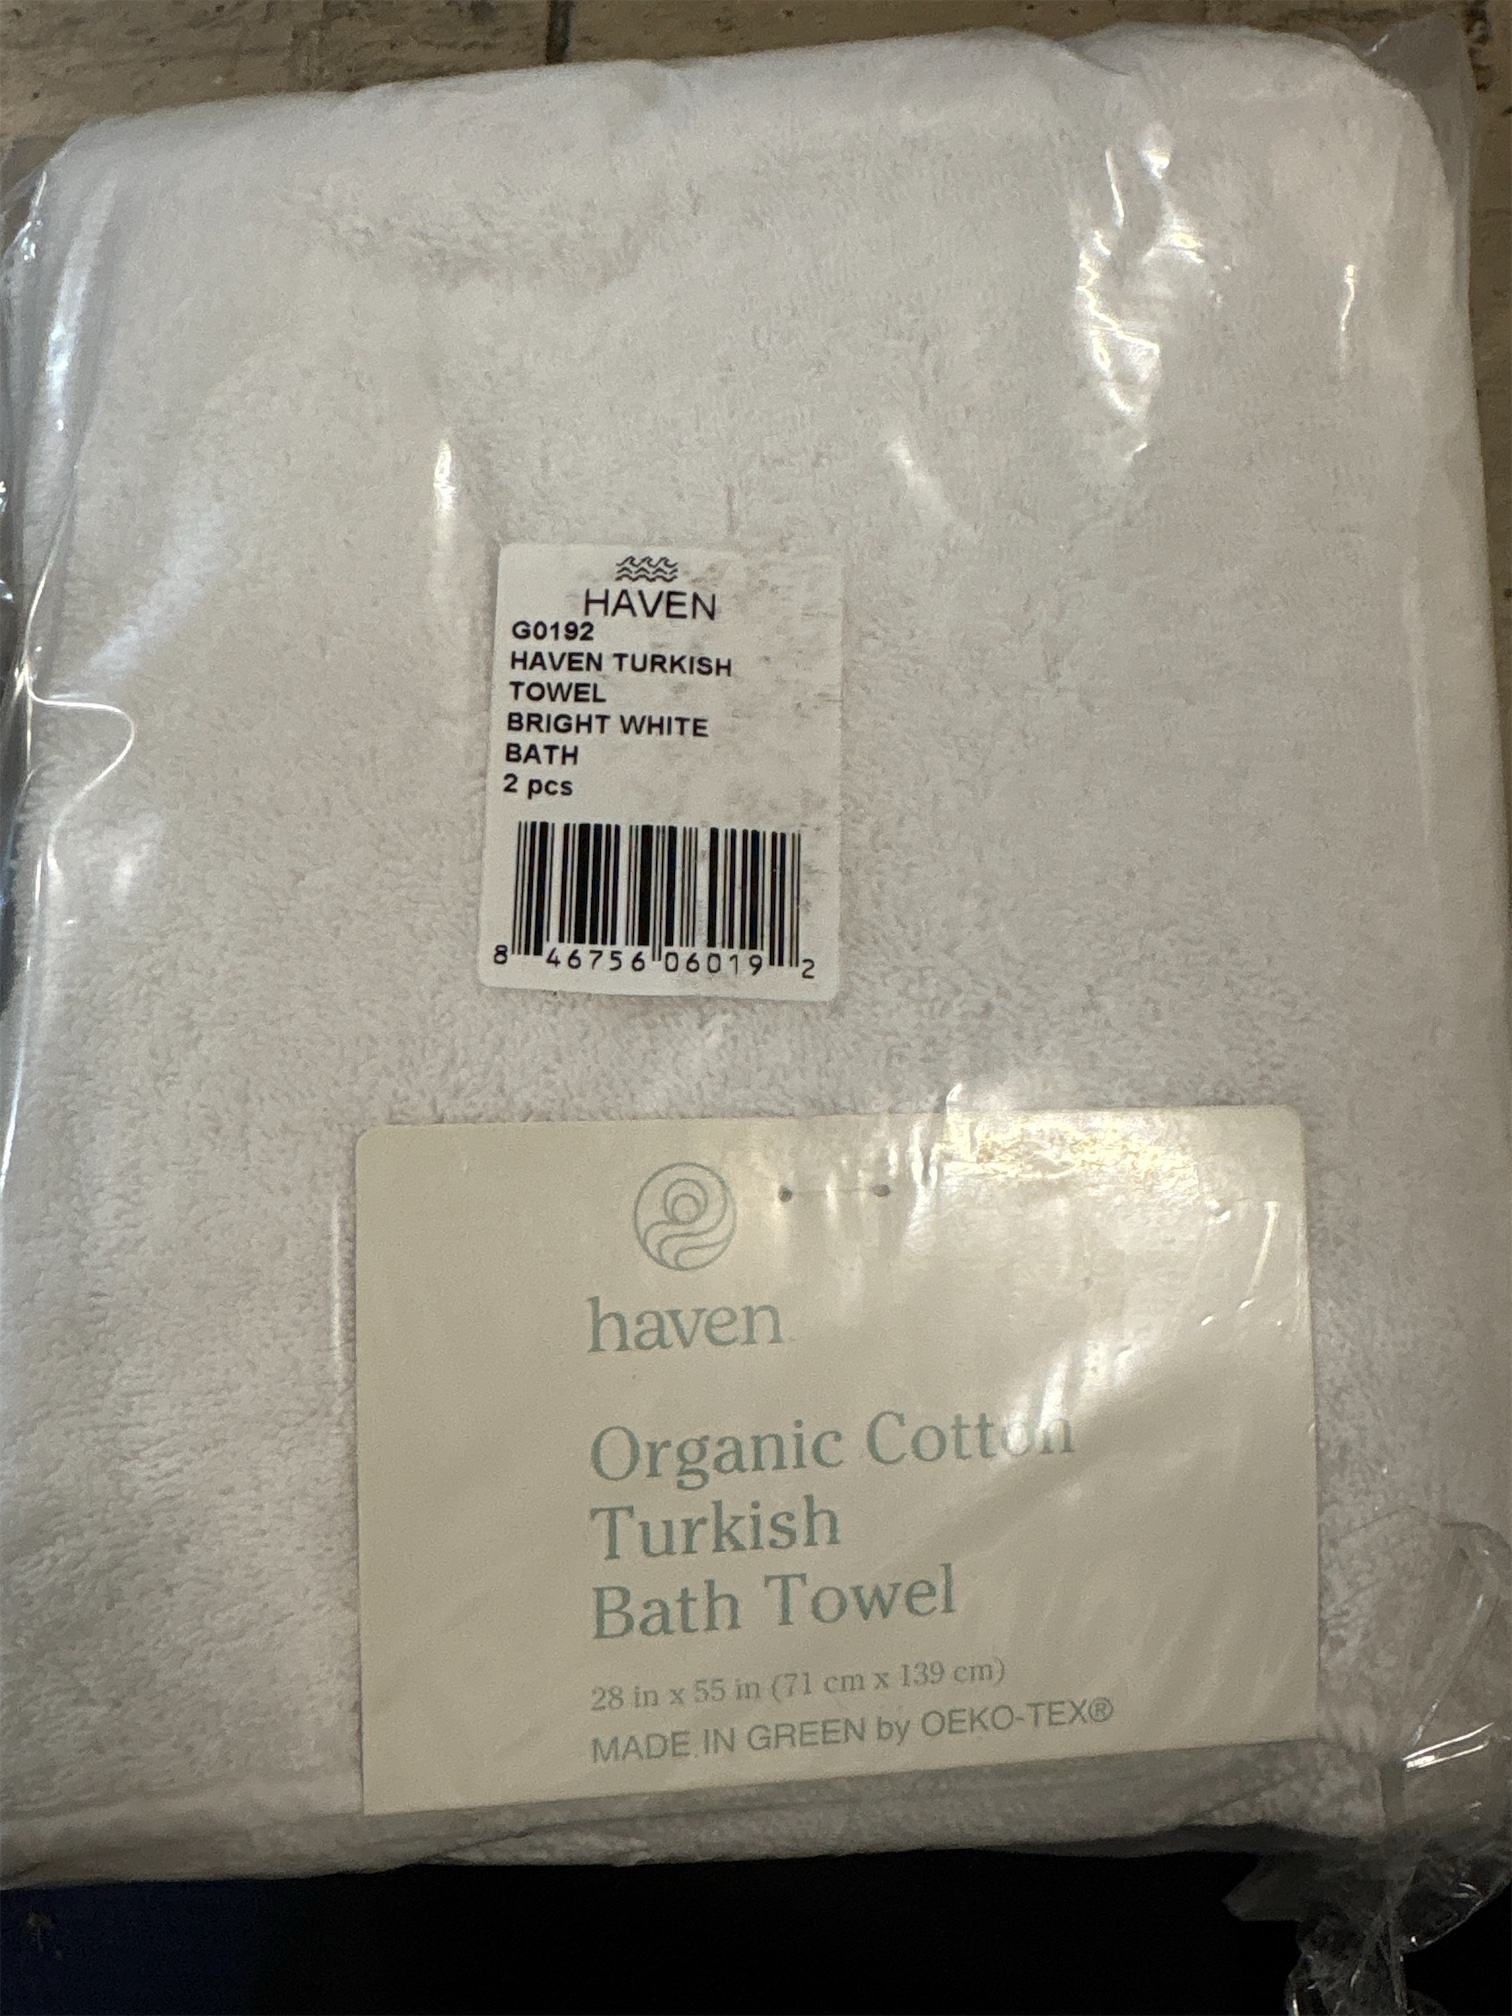 HAVEN
G0192
HAVEN TURKISH
TOWEL
BRIGHT WHITE
BATH
2 pcs
8 46756 06019 2
haven
Organic Cotton
Turkish
Bath Towel
28 in x 55 in (71 cm x 139 cm)
MADE IN GREEN by OEKO-TEX®